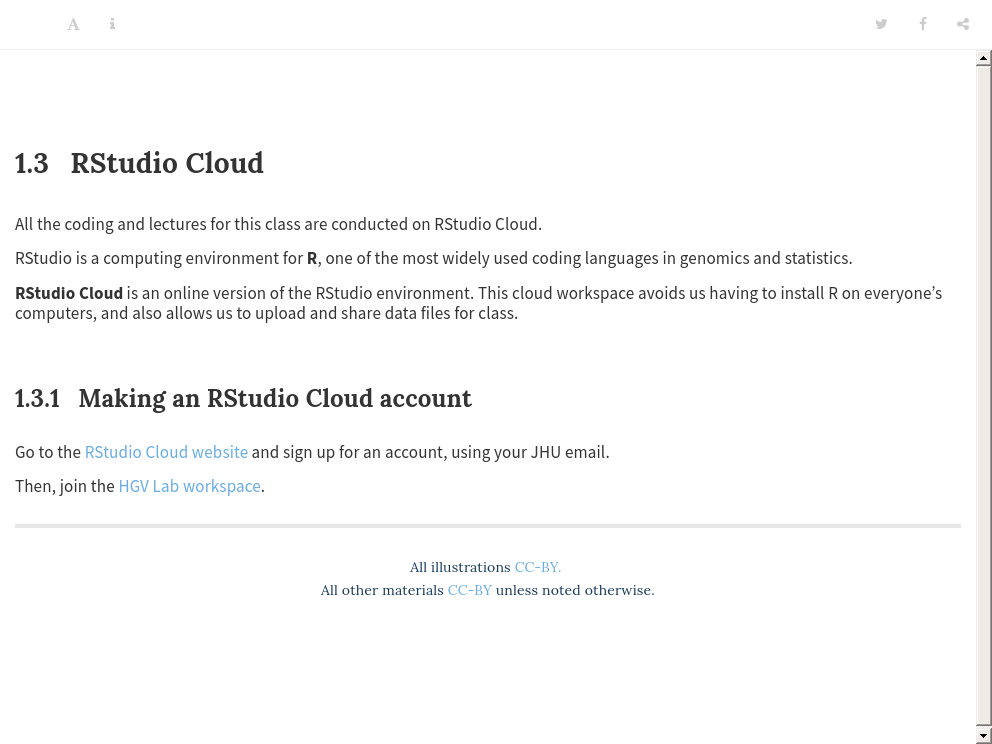 1.3 RStudio Cloud
All the coding and lectures for this class are conducted on RStudio Cloud.
RStudio is a computing environment for R, one of the most widely used coding languages in genomics and statistics.
RStudio Cloud is an online version of the RStudio environment. This cloud workspace avoids us having to install R on everyone’s
computers, and also allows us to upload and share data files for class.
1.3.1 Making an RStudio Cloud account
Go to the RStudio Cloud website and sign up for an account, using your JHU email.
Then, join the HGV Lab workspace.
All illustrations CC-BY.
All other materials CC-BY unless noted otherwise.